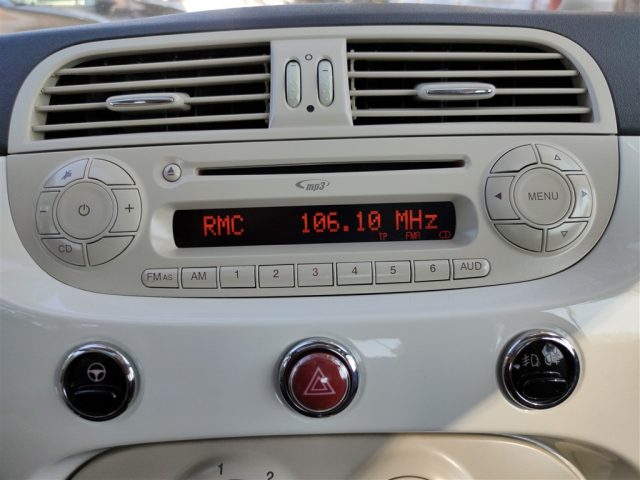 mp3
RMC 106.10 MHz
TP FMR
- +
CD
MENU
FM AS AM 1 2 3 4 5 6 AUD
1 2